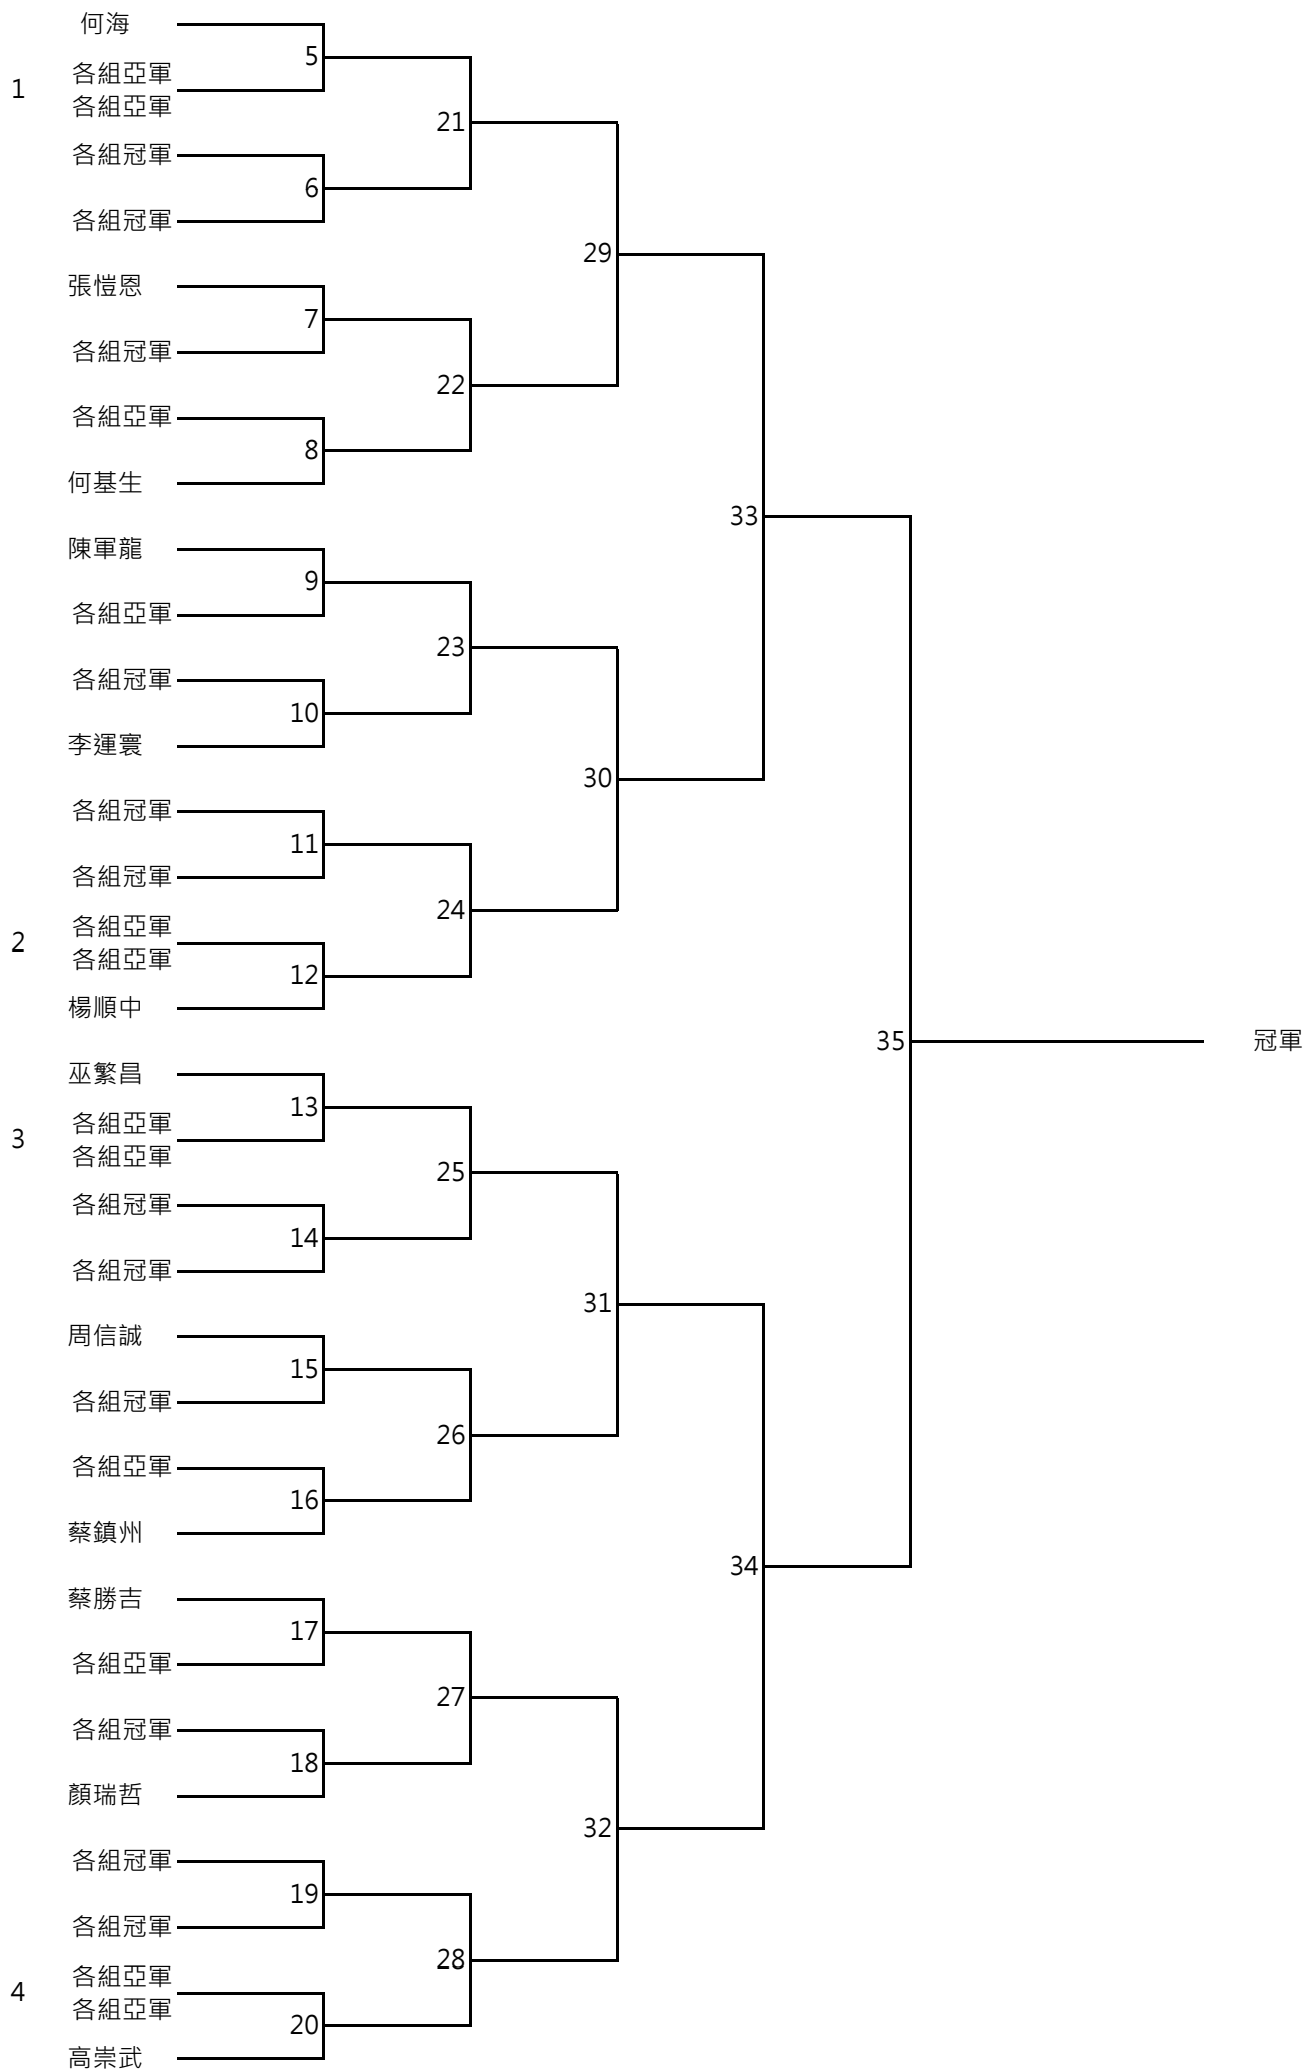 何海
5
各組亞軍
1
各組亞軍
21
各組冠軍
6
各組冠軍
29
張愷恩
7
各組冠軍
22
各組亞軍
8
何基生
33
陳軍龍
9
各組亞軍
23
各組冠軍
10
李運寰
30
各組冠軍
11
各組冠軍
24
各組亞軍
2
各組亞軍
12
楊順中
35
冠軍
巫繁昌
13
各組亞軍
3
各組亞軍
25
各組冠軍
14
各組冠軍
31
周信誠
15
各組冠軍
26
各組亞軍
16
蔡鎮州
34
蔡勝吉
17
各組亞軍
27
各組冠軍
18
顏瑞哲
32
各組冠軍
19
各組冠軍
28
各組亞軍
4
各組亞軍
20
高崇武